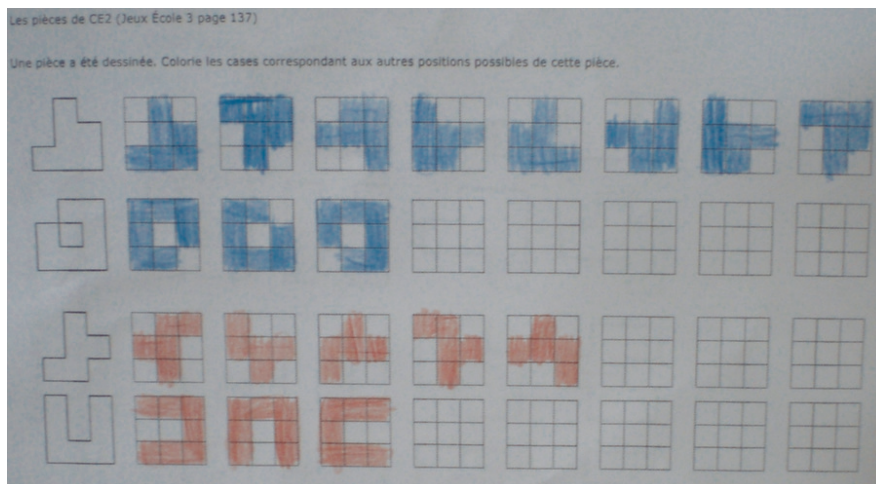 Les pièces de CE2 (Jeux École 3 page 137)
Une pièce a été dessinée. Colorie les cases correspondant aux autres positions possibles de cette pièce.